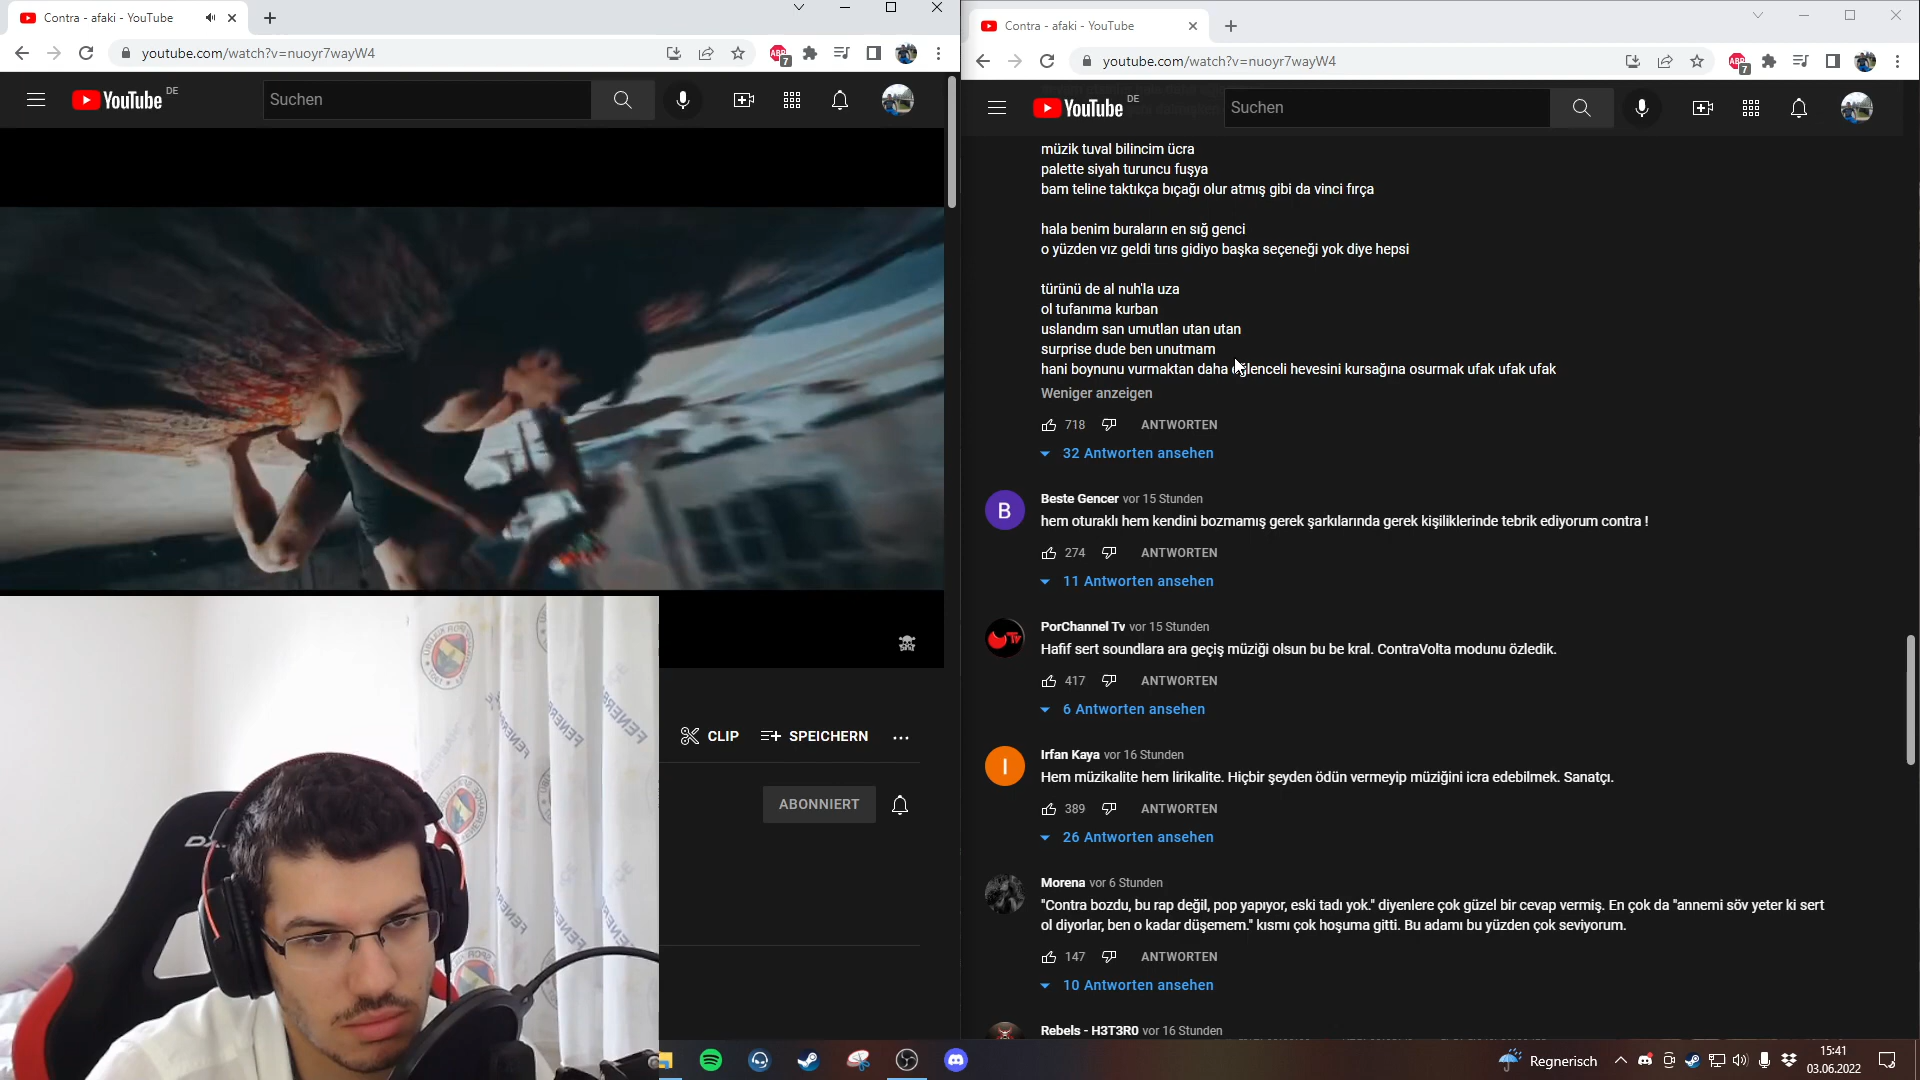 Contra - afaki - YouTube
youtube.com/watch?v=nuoyr7wayW4
YouTube DE
Suchen
CLIP
SPEICHERN
ABONNIERT
Contra - afaki - YouTube
youtube.com/watch?v=nuoyr7wayW4
YouTube DE
Suchen
müzik tuval bilincim ücra
palette siyah turuncu fuşya
bam teline taktıkça bıçağı olur atmış gibi da vinci fırça
hala benim buraların en sığ genci
o yüzden vız geldi tırıs gidiyo başka seçeneği yok diye hepsi
türünü de al nuh'la uza
ol tufanıma kurban
uslandım san umutlan utan utan
surprise dude ben unutmam
hani boynunu vurmaktan daha eğlenceli hevesini kursağına osurmak ufak ufak ufak
Weniger anzeigen
718 ANTWORTEN
32 Antworten ansehen
B
Beste Gencer vor 15 Stunden
hem oturaklı hem kendini bozmamış gerek şarkılarında gerek kişiliklerinde tebrik ediyorum contra !
274 ANTWORTEN
11 Antworten ansehen
PorChannel Tv vor 15 Stunden
Hafif sert soundlara ara geçiş müziği olsun bu be kral. ContraVolta modunu özledik.
417 ANTWORTEN
6 Antworten ansehen
I
Irfan Kaya vor 16 Stunden
Hem müzikalite hem lirikalite. Hiçbir şeyden ödün vermeyip müziğini icra edebilmek. Sanatçı.
389 ANTWORTEN
26 Antworten ansehen
Morena vor 6 Stunden
"Contra bozdu, bu rap değil, pop yapıyor, eski tadı yok." diyenlere çok güzel bir cevap vermiş. En çok da "annemi söv yeter ki sert
ol diyorlar, ben o kadar düşemem." kısmı çok hoşuma gitti. Bu adamı bu yüzden çok seviyorum.
147 ANTWORTEN
10 Antworten ansehen
Rebels - H3T3R0 vor 16 Stunden
Regnerisch
15:41
03.06.2022